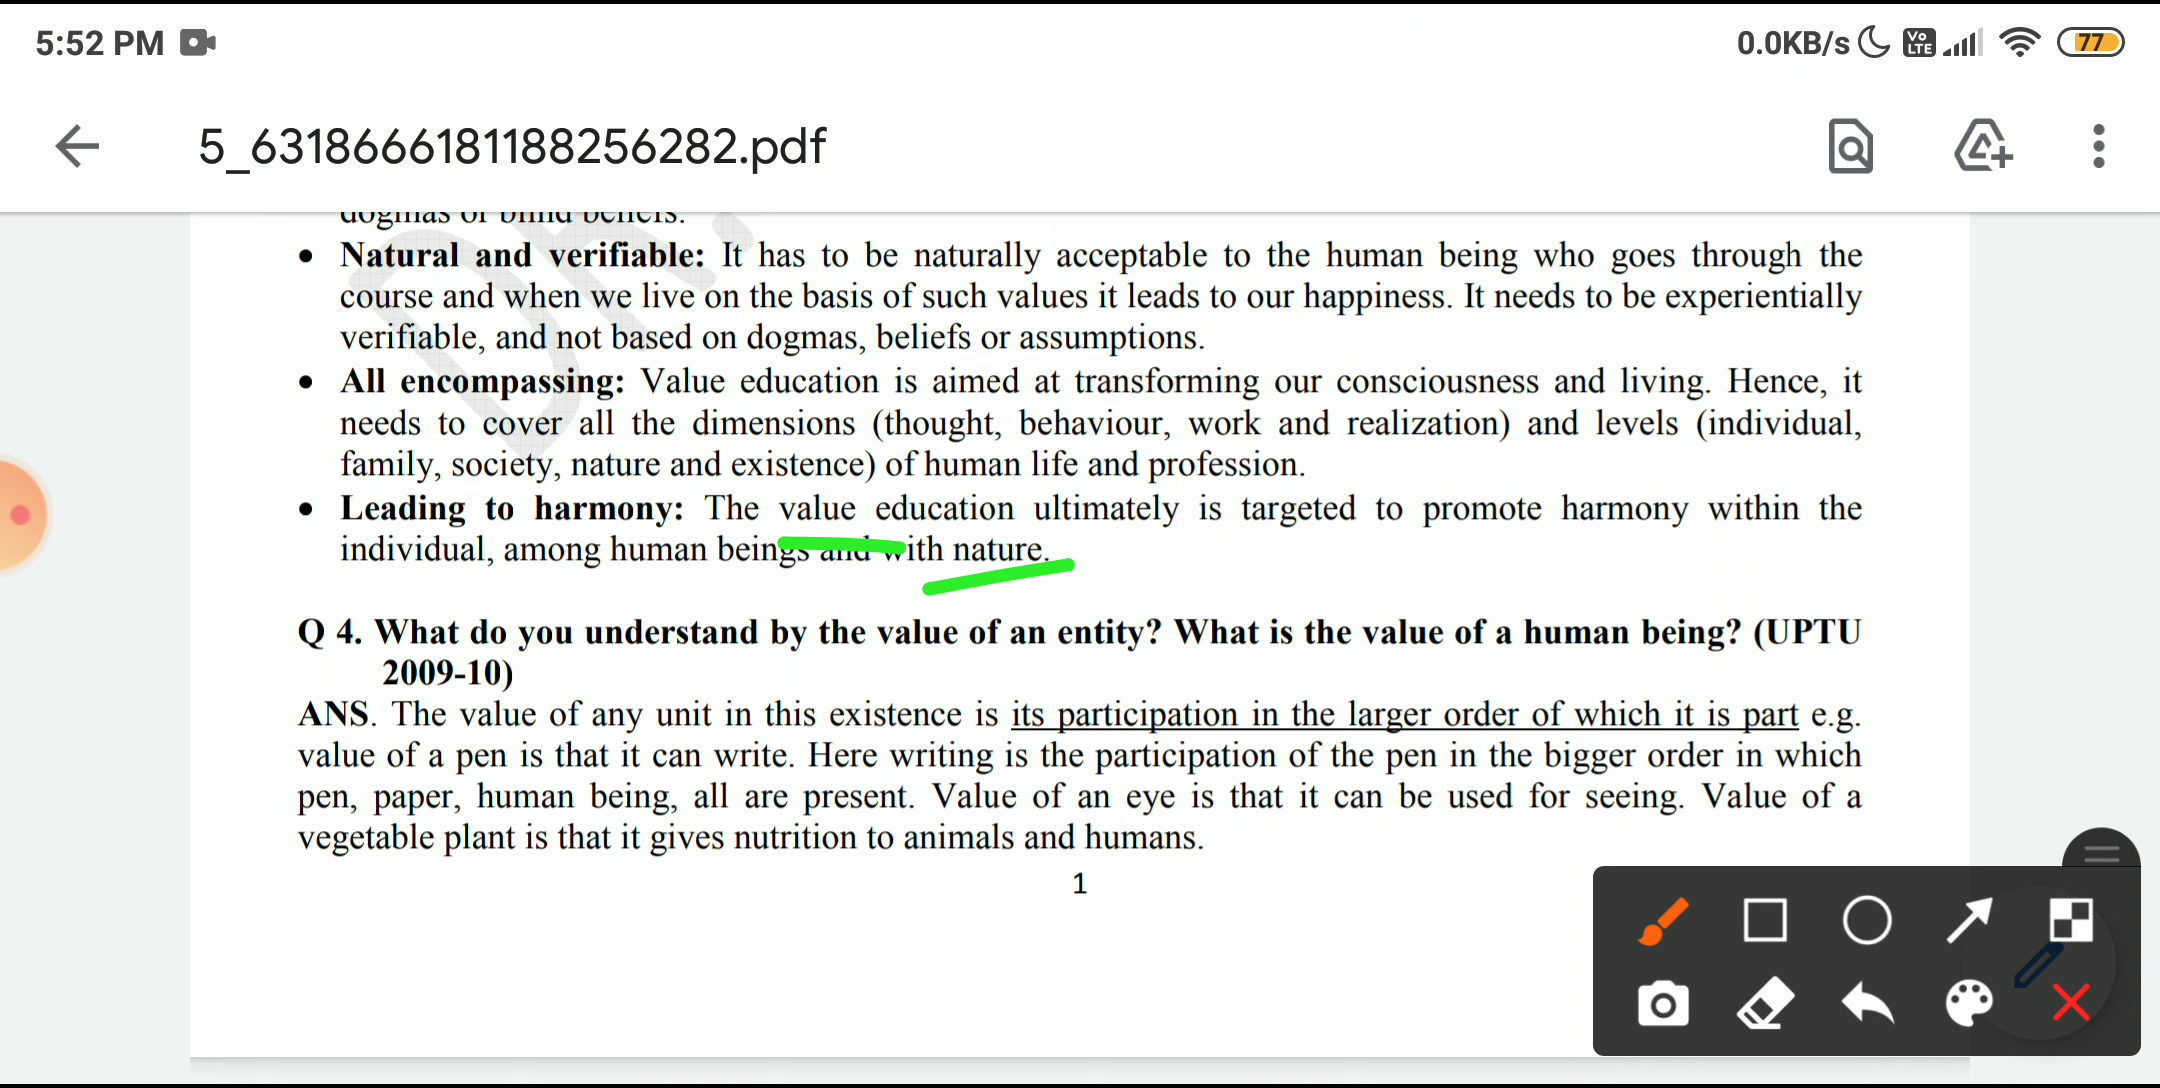 5:52 PM
0.0KB/s
Vo LTE
77
5_6318666181188256282.pdf
dogmas or blind beliefs.
• Natural and verifiable: It has to be naturally acceptable to the human being who goes through the
course and when we live on the basis of such values it leads to our happiness. It needs to be experientially
verifiable, and not based on dogmas, beliefs or assumptions.
• All encompassing: Value education is aimed at transforming our consciousness and living. Hence, it
needs to cover all the dimensions (thought, behaviour, work and realization) and levels (individual,
family, society, nature and existence) of human life and profession.
• Leading to harmony: The value education ultimately is targeted to promote harmony within the
individual, among human beings and with nature.
Q 4. What do you understand by the value of an entity? What is the value of a human being? (UPTU
2009-10)
ANS. The value of any unit in this existence is its participation in the larger order of which it is part e.g.
value of a pen is that it can write. Here writing is the participation of the pen in the bigger order in which
pen, paper, human being, all are present. Value of an eye is that it can be used for seeing. Value of a
vegetable plant is that it gives nutrition to animals and humans.
1